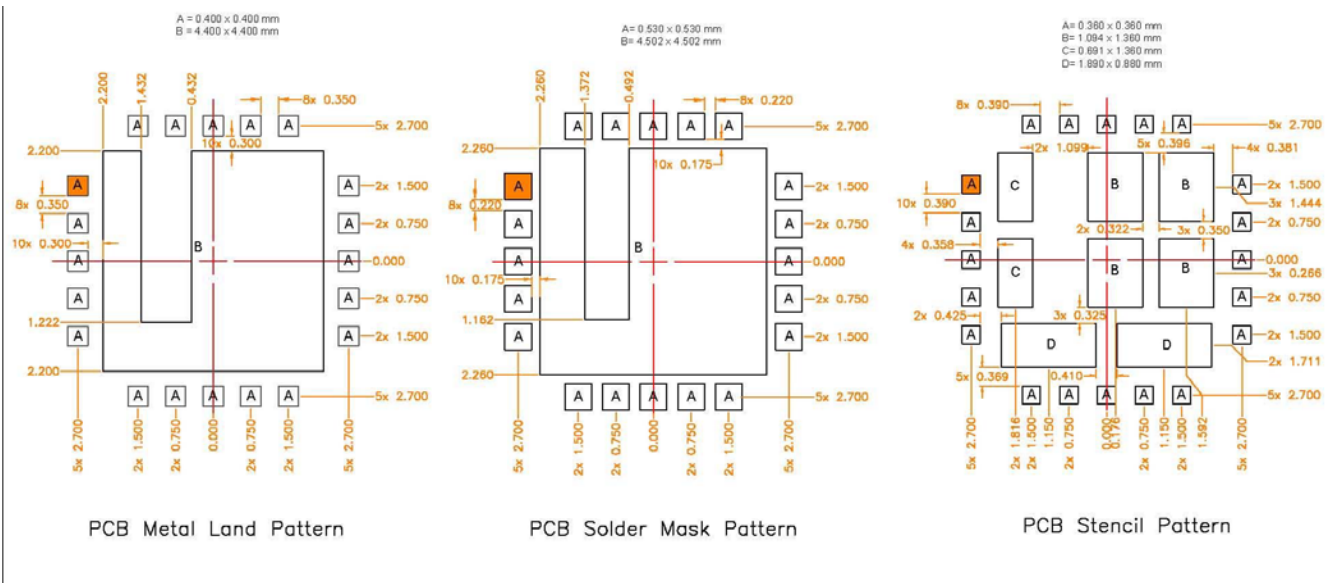 A = 0.400 x 0.400 mm
B = 4.400 x 4.400 mm
2.200
1.432
0.432
8x 0.350
A A A A A
5x 2.700
10x 0.300
2.200
A
A
2x 1.500
8x 0.350
A
A
2x 0.750
10x 0.300
B
A
A
0.000
A
A
2x 0.750
1.222
A
A
2x 1.500
2.200
A A A A A
5x 2.700
5x 2.700
2x 1.500
2x 0.750
0.000
2x 0.750
2x 1.500
5x 2.700
PCB Metal Land Pattern
A= 0.530 x 0.530 mm
B= 4.502 x 4.502 mm
2.260
1.372
0.492
8x 0.220
A A A A A
5x 2.700
10x 0.175
2.260
A
A
2x 1.500
8x 0.220
A
A
2x 0.750
B
A
A
0.000
10x 0.175
A
A
2x 0.750
1.162
A
A
2x 1.500
2.260
A A A A A
5x 2.700
5x 2.700
2x 1.500
2x 0.750
0.000
2x 0.750
2x 1.500
5x 2.700
PCB Solder Mask Pattern
A= 0.360 x 0.360 mm
B= 1.094 x 1.360 mm
C= 0.691 x 1.360 mm
D= 1.890 x 0.880 mm
8x 0.390
A A A A A
5x 2.700
2x 1.099
5x 0.396
4x 0.381
A
C
B
B
A
2x 1.500
10x 0.390
3x 1.444
A
A
2x 0.750
2x 0.322
3x 0.350
4x 0.358
A
A
0.000
C
B
B
3x 0.266
A
A
2x 0.750
2x 0.425
3x 0.325
A
A
2x 1.500
D
D
2x 1.711
5x 0.369
0.410
A A A A A
5x 2.700
5x 2.700
2x 1.816
2x 1.500
1.150
2x 0.750
0.000
0.176
2x 0.750
1.150
2x 1.500
1.592
5x 2.700
PCB Stencil Pattern